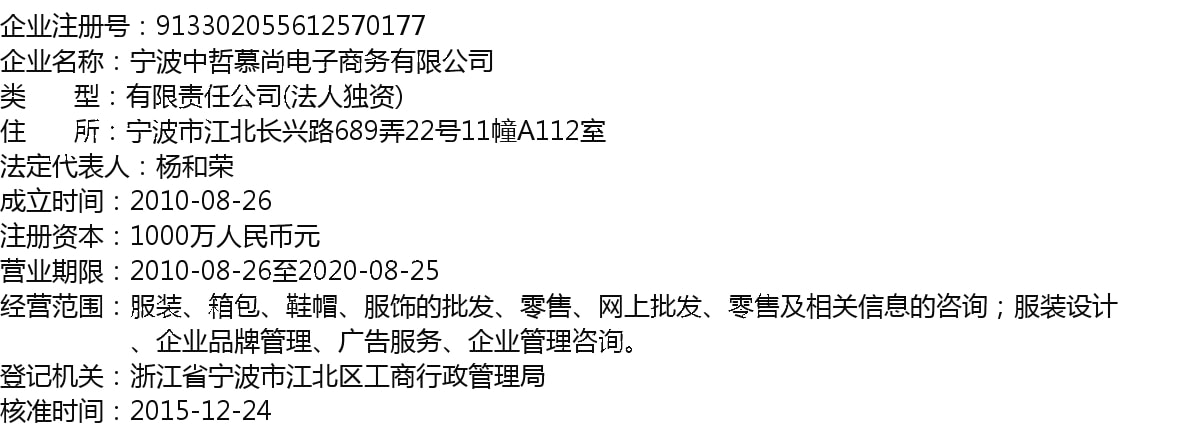 企业注册号：913302055612570177
企业名称：宁波中哲慕尚电子商务有限公司
类 型：有限责任公司(法人独资)
住 所：宁波市江北长兴路689弄22号11幢A112室
法定代表人：杨和荣
成立时间：2010-08-26
注册资本：1000万人民币元
营业期限：2010-08-26至2020-08-25
经营范围：服装、箱包、鞋帽、服饰的批发、零售、网上批发、零售及相关信息的咨询；服装设计
、企业品牌管理、广告服务、企业管理咨询。
登记机关：浙江省宁波市江北区工商行政管理局
核准时间：2015-12-24